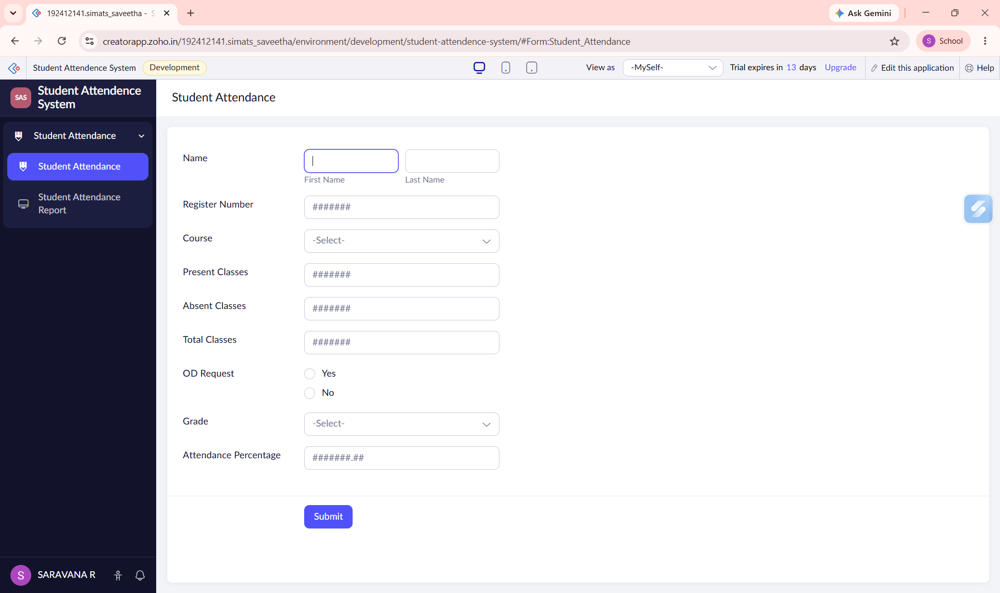 192412141.simats_saveetha -
Ask Gemini
creatorapp.zoho.in/192412141.simats_saveetha/environment/development/student-attendence-system/#Form:Student_Attendance
S School
Student Attendence System Development
View as -MySelf- Trial expires in 13 days Upgrade Edit this application Help
SAS Student Attendence
System
Student Attendance
Student Attendance
Student Attendance
Report
Student Attendance
Name
First Name Last Name
Register Number #######
Course -Select-
Present Classes #######
Absent Classes #######
Total Classes #######
OD Request Yes
No
Grade -Select-
Attendance Percentage #######.##
Submit
S SARAVANA R